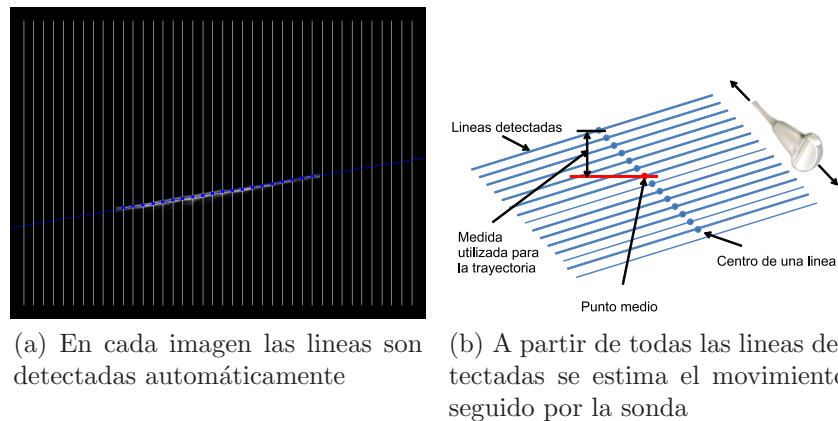 Lineas detectadas
Medida
utilizada para
la trayectoria
Centro de una linea
Punto medio
(a) En cada imagen las lineas son
detectadas automáticamente
(b) A partir de todas las lineas de-
tectadas se estima el movimiento
seguido por la sonda